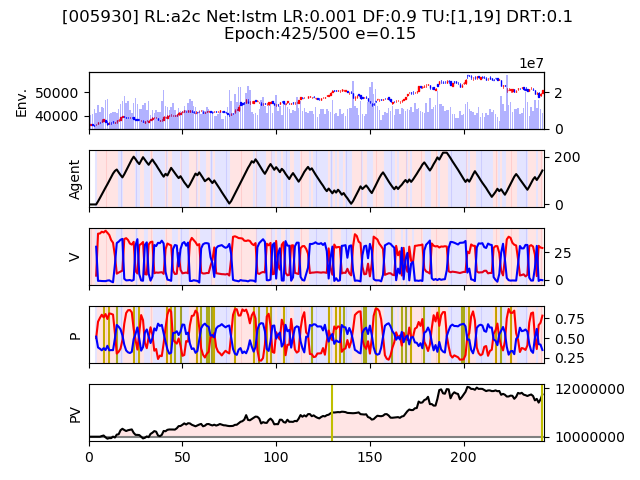 [005930] RL:a2c Net:lstm LR:0.001 DF:0.9 TU:[1,19] DRT:0.1
Epoch:425/500 e=0.15
1e7
Env.
50000
40000
2
0
Agent
200
0
V
25
0
P
0.75
0.50
0.25
PV
12000000
10000000
0 50 100 150 200